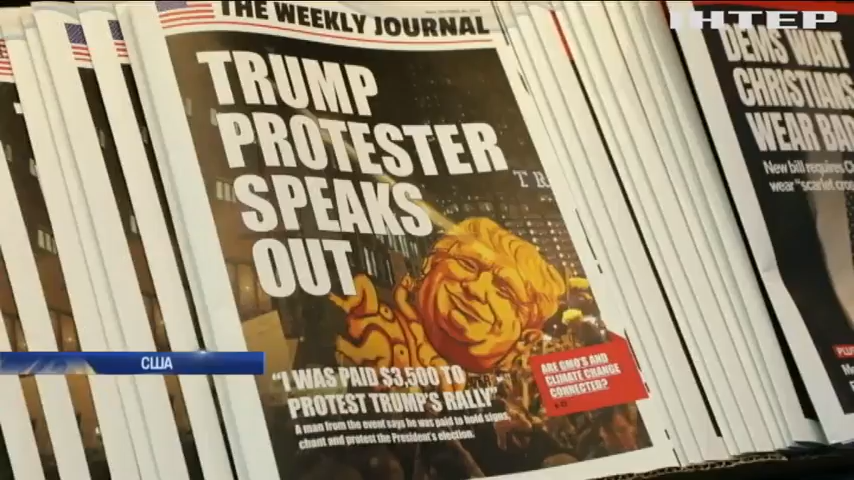 THE WEEKLY JOURNAL
TRUMP
PROTESTER
SPEAKS
OUT
"I WAS PAID $3,500 TO
PROTEST TRUMP'S RALLY"
A man from the event says he was paid to hold signs,
chant and protest the President's election.
ARE GMO'S AND
CLIMATE CHANGE
CONNECTED?
DEMS WANT
CHRISTIANS
WEAR BAD
New bill requires
wear "scarlet
PLU
ІНТЕР
США